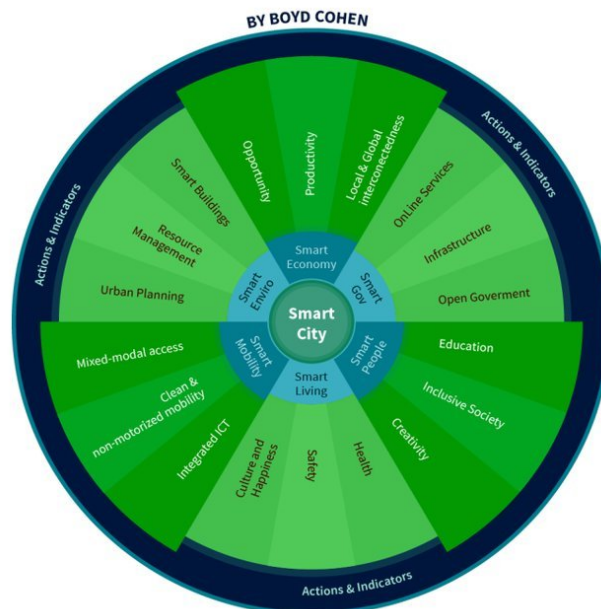 BY BOYD COHEN
Actions & Indicators
Actions & Indicators
Actions & Indicators
Smart
City
Smart
Economy
Opportunity
Productivity
Local & Global
interconectedness
Smart
Gov
OnLine Services
Infrastructure
Open Goverment
Smart
People
Education
Inclusive Society
Creativity
Smart
Living
Health
Safety
Culture and
Happiness
Smart
Mobility
Integrated ICT
Clean &
non-motorized mobility
Mixed-modal access
Smart
Enviro
Urban Planning
Resource
Management
Smart Buildings